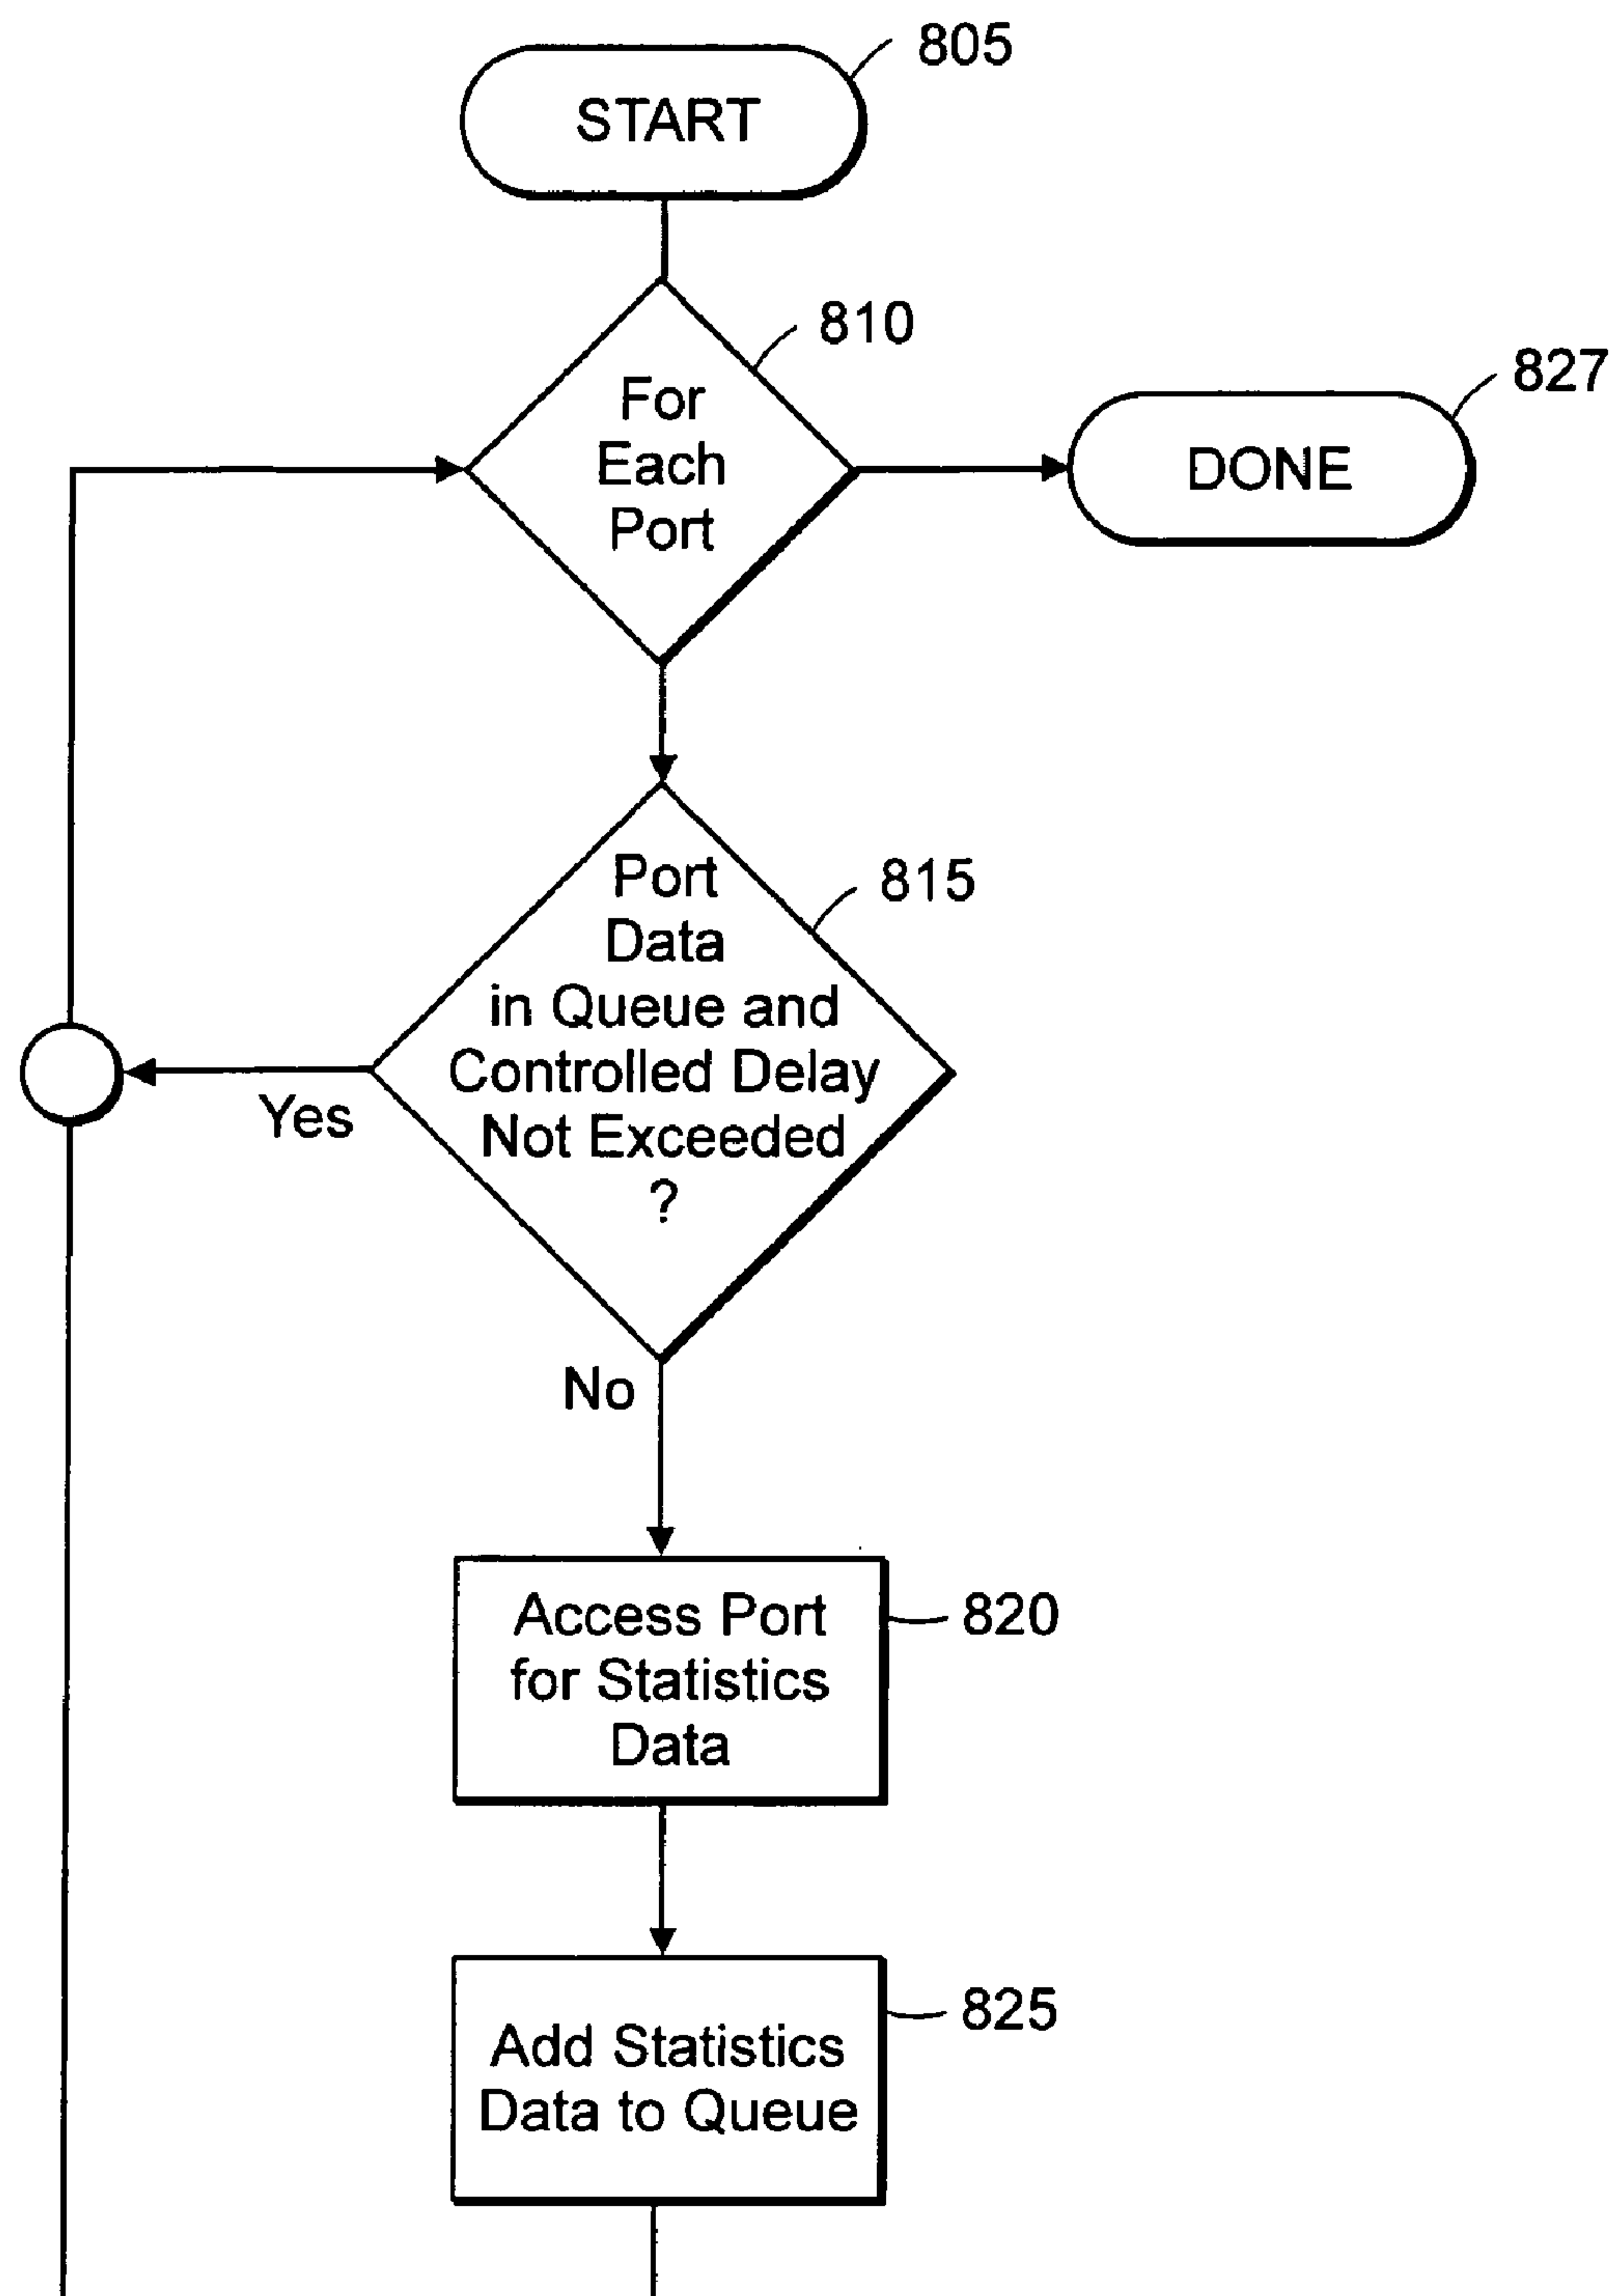 805
START
810
For
Each
Port
827
DONE
815
Port
Data
in Queue and
Controlled Delay
Not Exceeded
?
Yes
No
820
Access Port
for Statistics
Data
825
Add Statistics
Data to Queue